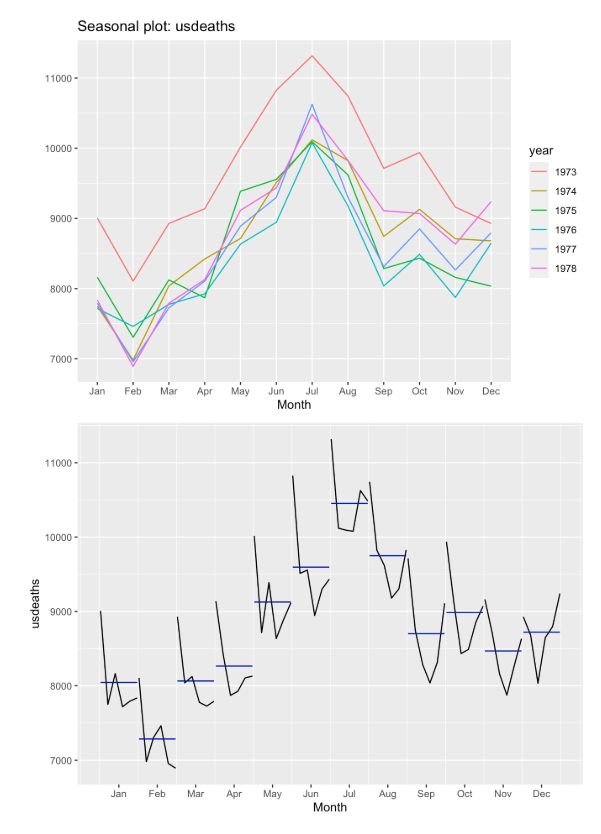 Seasonal plot: usdeaths
11000
10000
9000
8000
7000
Jan Feb Mar Apr May Jun Jul Aug Sep Oct Nov Dec
Month
year
1973
1974
1975
1976
1977
1978
11000
10000
9000
8000
7000
usdeaths
Jan Feb Mar Apr May Jun Jul Aug Sep Oct Nov Dec
Month